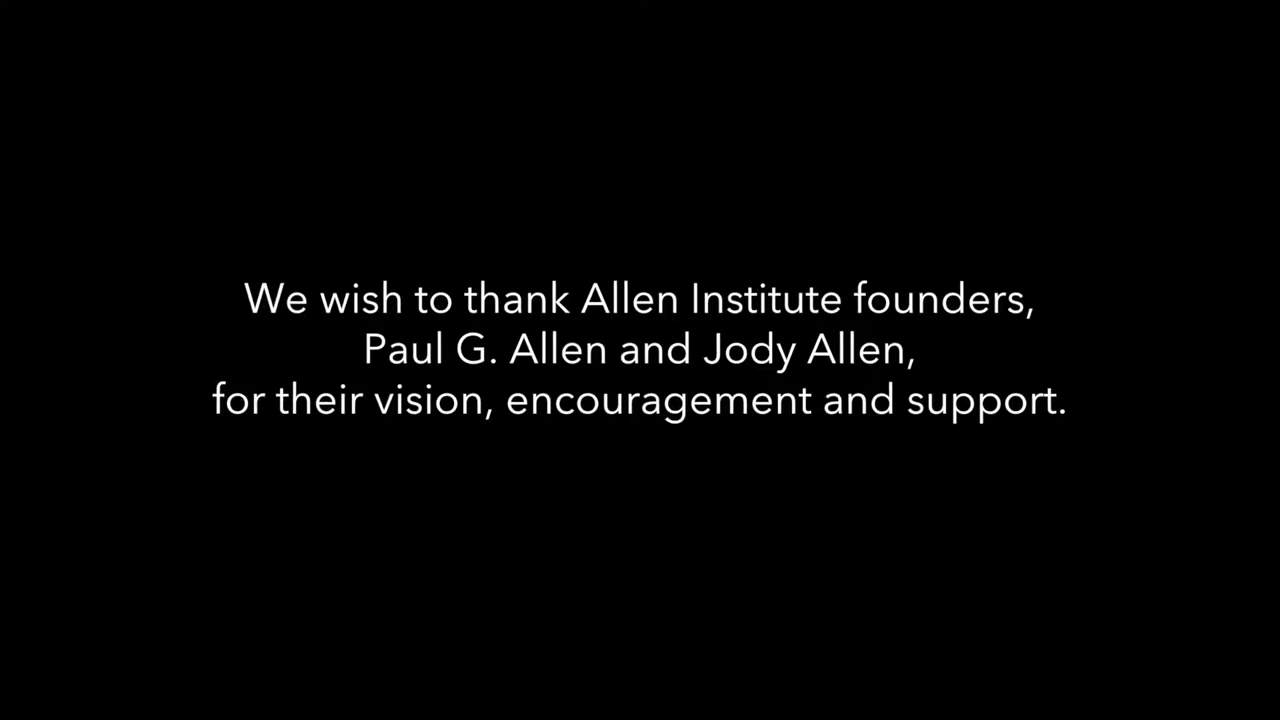 We wish to thank Allen Institute founders,
Paul G. Allen and Jody Allen,
for their vision, encouragement and support.